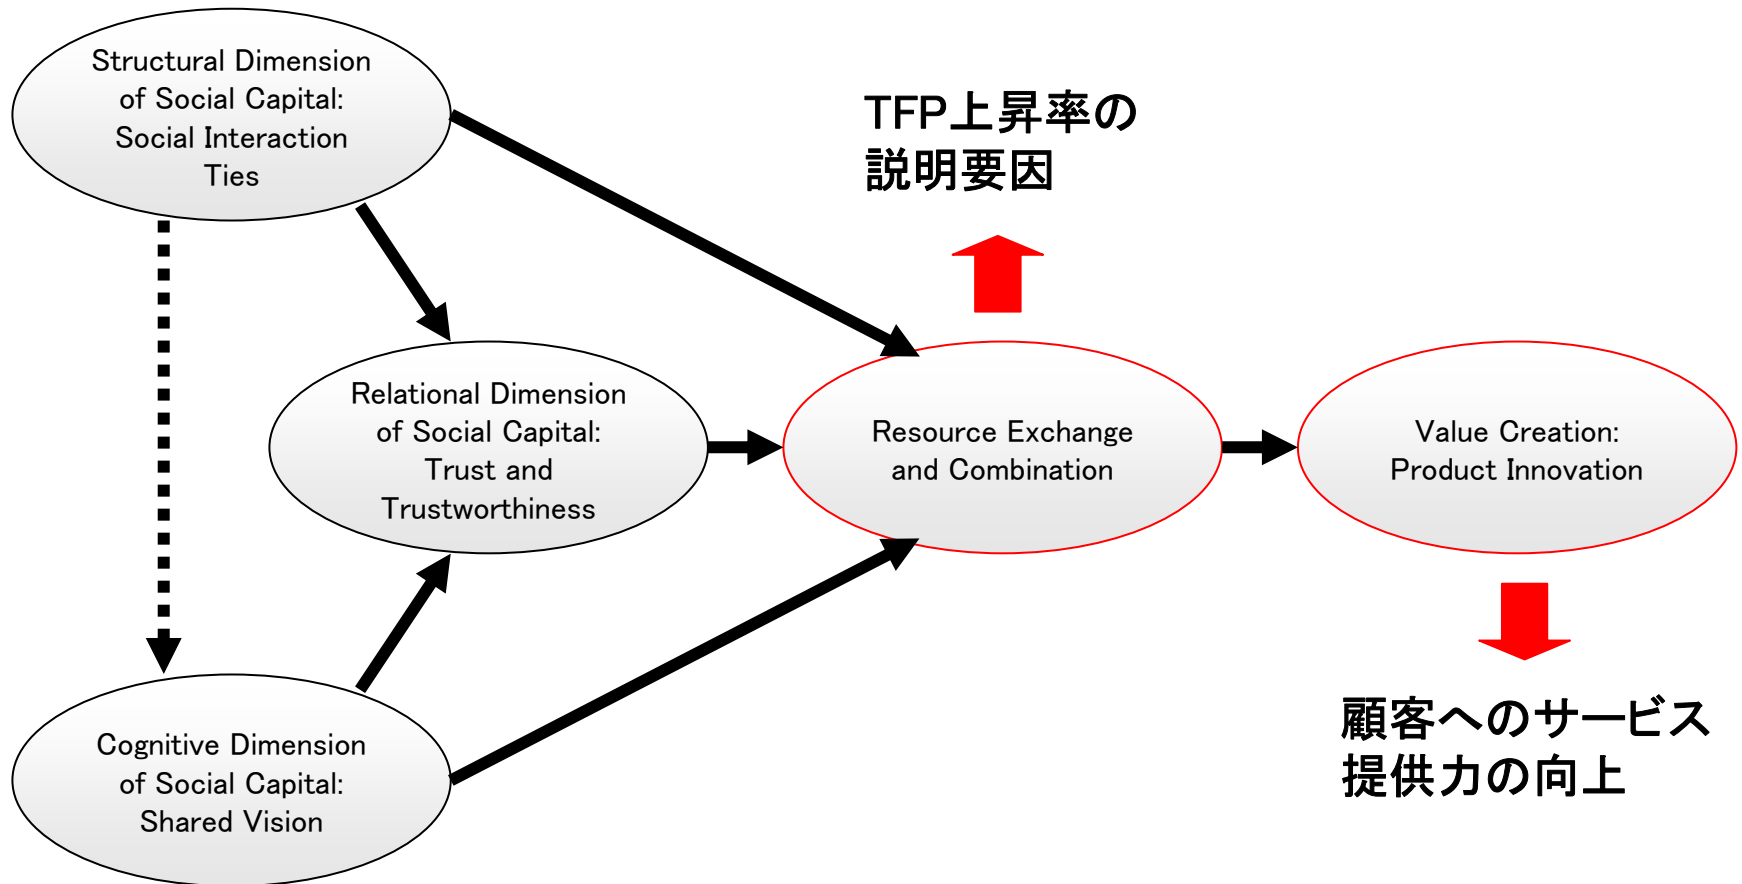 Structural Dimension
of Social Capital:
Social Interaction
Ties
TFP上昇率の
説明要因
Relational Dimension
of Social Capital:
Trust and
Trustworthiness
Resource Exchange
and Combination
Value Creation:
Product Innovation
Cognitive Dimension
of Social Capital:
Shared Vision
顧客へのサービス
提供力の向上